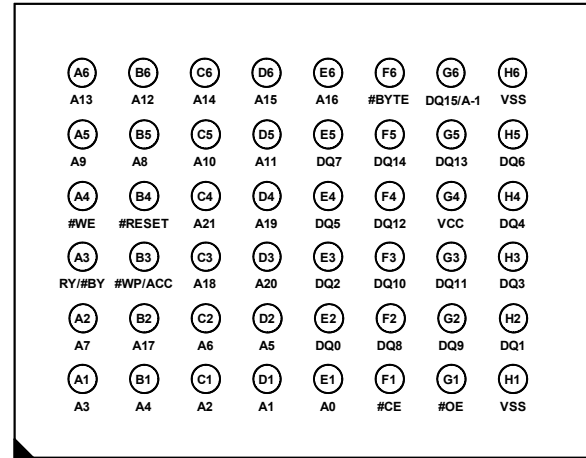 A6 B6 C6 D6 E6 F6 G6 H6
A13 A12 A14 A15 A16 #BYTE DQ15/A-1 VSS
A5 B5 C5 D5 E5 F5 G5 H5
A9 A8 A10 A11 DQ7 DQ14 DQ13 DQ6
A4 B4 C4 D4 E4 F4 G4 H4
#WE #RESET A21 A19 DQ5 DQ12 VCC DQ4
A3 B3 C3 D3 E3 F3 G3 H3
RY/#BY #WP/ACC A18 A20 DQ2 DQ10 DQ11 DQ3
A2 B2 C2 D2 E2 F2 G2 H2
A7 A17 A6 A5 DQ0 DQ8 DQ9 DQ1
A1 B1 C1 D1 E1 F1 G1 H1
A3 A4 A2 A1 A0 #CE #OE VSS